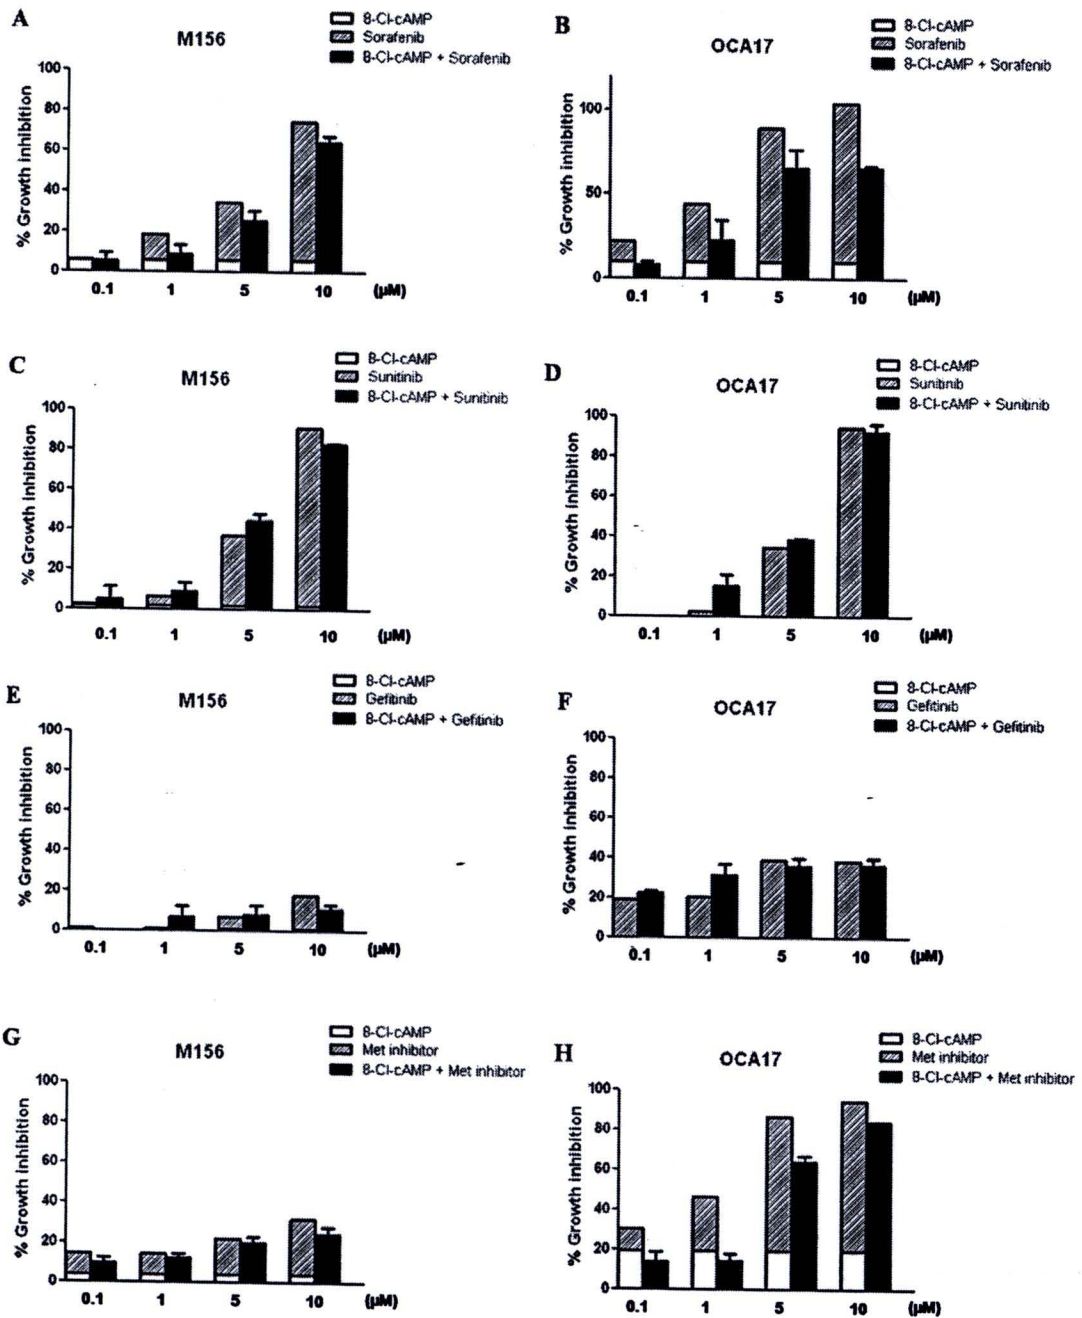 A
M156
8-Cl-cAMP
Sorafenib
8-Cl-cAMP + Sorafenib
% Growth inhibition
100
80
60
40
20
0
0.1 1 5 10 (µM)
B
OCA17
8-Cl-cAMP
Sorafenib
8-Cl-cAMP + Sorafenib
% Growth inhibition
100
50
0
0.1 1 5 10 (µM)
C
M156
8-Cl-cAMP
Sunitinib
8-Cl-cAMP + Sunitinib
% Growth inhibition
100
80
60
40
20
0
0.1 1 5 10 (µM)
D
OCA17
8-Cl-cAMP
Sunitinib
8-Cl-cAMP + Sunitinib
% Growth inhibition
100
80
60
40
20
0
0.1 1 5 10 (µM)
E
M156
8-Cl-cAMP
Gefitinib
8-Cl-cAMP + Gefitinib
% Growth inhibition
100
80
60
40
20
0
0.1 1 5 10 (µM)
F
OCA17
8-Cl-cAMP
Gefitinib
8-Cl-cAMP + Gefitinib
% Growth inhibition
100
80
60
40
20
0
0.1 1 5 10 (µM)
G
M156
8-Cl-cAMP
Met inhibitor
8-Cl-cAMP + Met inhibitor
% Growth inhibition
100
80
60
40
20
0
0.1 1 5 10 (µM)
H
OCA17
8-Cl-cAMP
Met inhibitor
8-Cl-cAMP + Met inhibitor
% Growth inhibition
100
80
60
40
20
0
0.1 1 5 10 (µM)